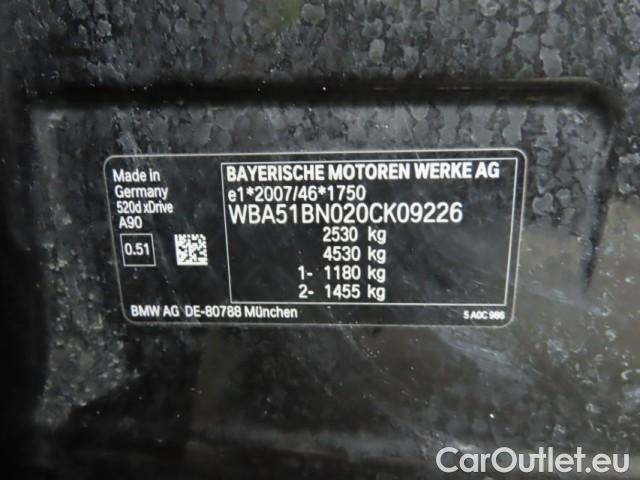 Made in
Germany
520d xDrive
A90
0.51
BAYERISCHE MOTOREN WERKE AG
e1*2007/46*1750
WBA51BN020CK09226
2530 kg
4530 kg
1- 1180 kg
2- 1455 kg
BMW AG DE-80788 München
5 A0C 986
CarOutlet.eu